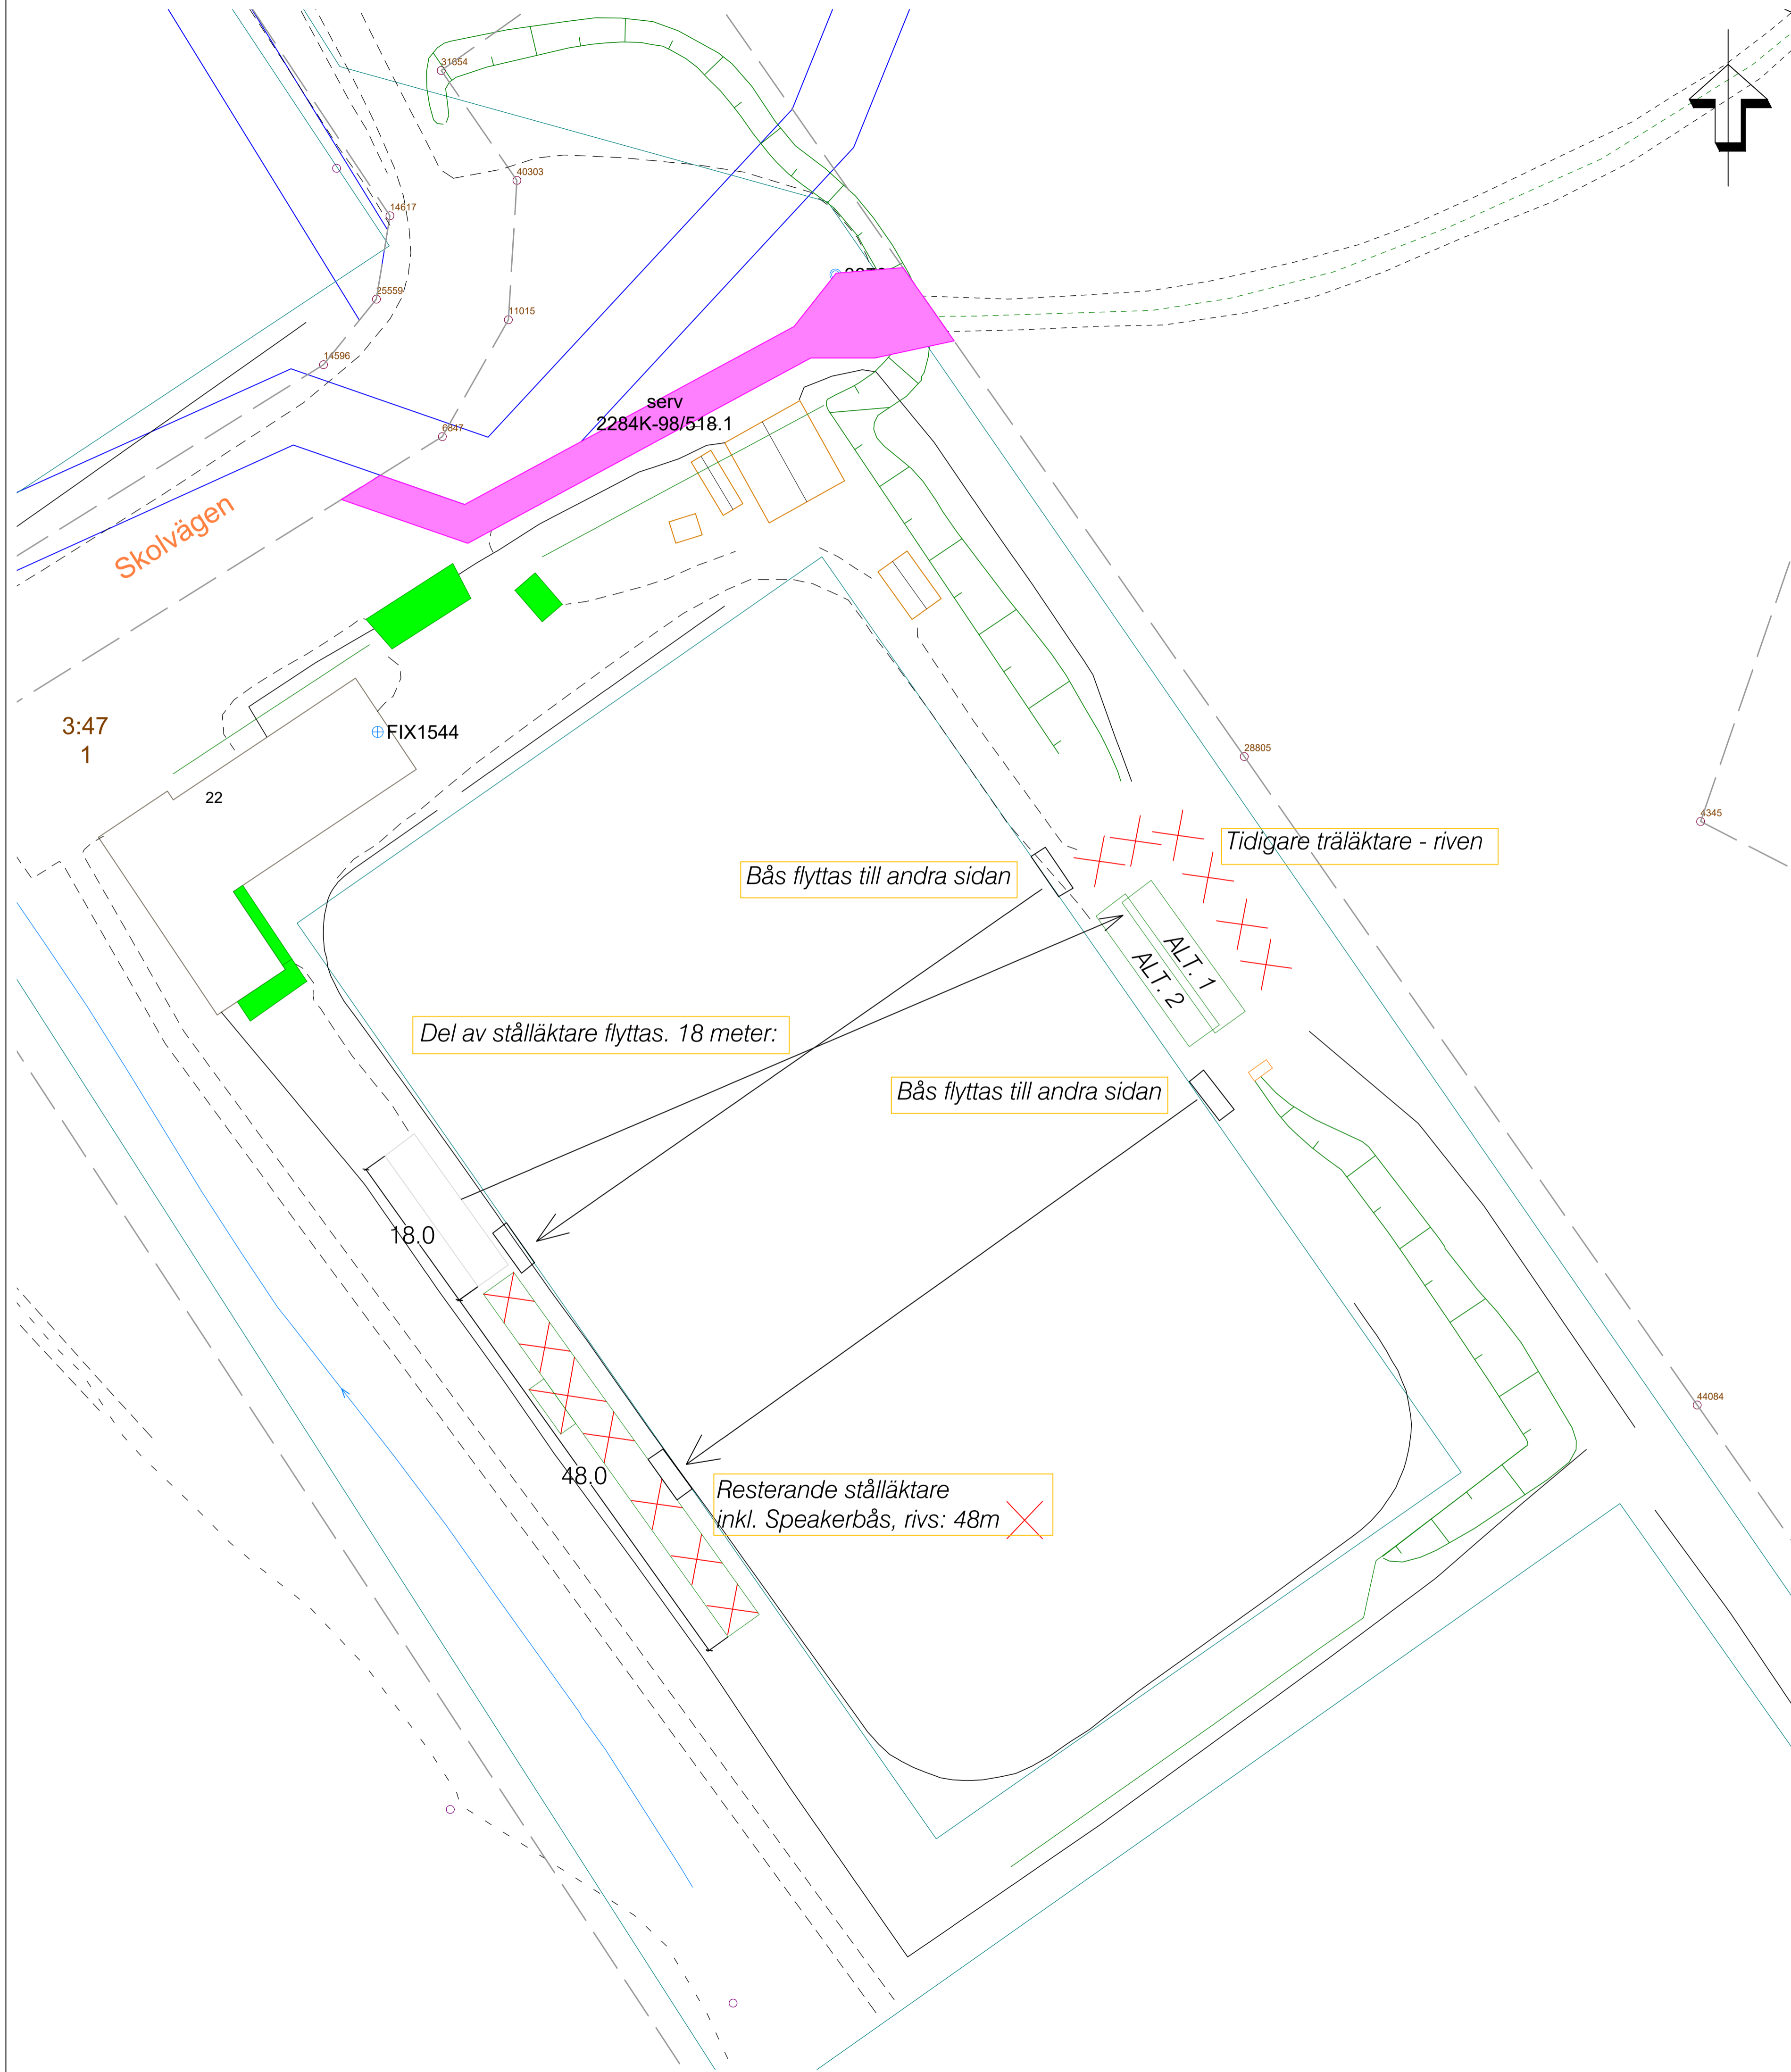 31654
40303
14617
25559
11015
14596
6847
serv
2284K-98/518.1
Skolvägen
3:47
1
FIX1544
22
28805
4345
Tidigare träläktare - riven
Bås flyttas till andra sidan
ALT. 1
ALT. 2
Del av stålläktare flyttas. 18 meter:
Bås flyttas till andra sidan
18.0
44084
48.0
Resterande stålläktare
inkl. Speakerbås, rivs: 48m